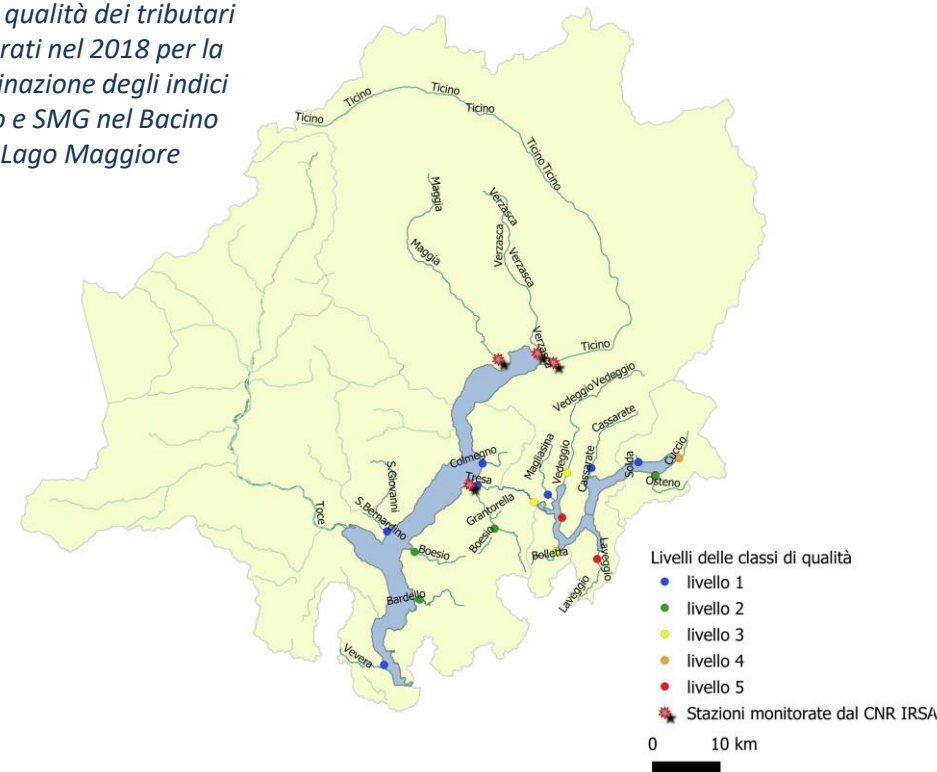 qualità dei tributari
rati nel 2018 per la
inazione degli indici
o e SMG nel Bacino
Lago Maggiore
Ticino
Ticino
Ticino
Ticino
Ticino Ticino
Maggia
Maggia
Verzasca
Verzasca
Verzasca
Verzasca
Ticino
Vedeggio Vedeggio
Cassarate
Magliasina
Vedeggio
Cassarate
Solda
Cuccio
Osteno
Colmegno
Tresa
Grantorella
S.Giovanni
S.Bernardino
Toce
Boesio
Boesio
Bolletta
Laveggio
Laveggio
Bardello
Vevera
Livelli delle classi di qualità
livello 1
livello 2
livello 3
livello 4
livello 5
Stazioni monitorate dal CNR IRSA
0 10 km